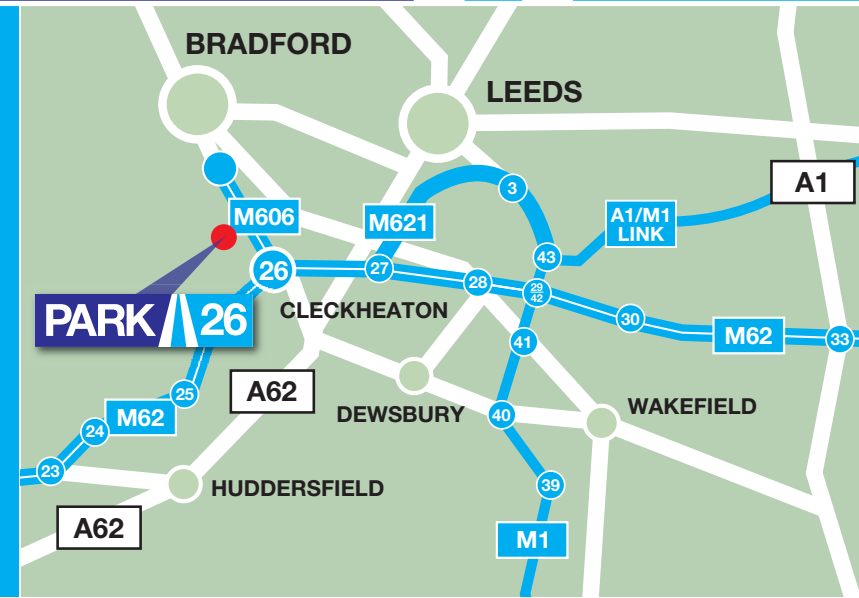 BRADFORD
LEEDS
3
A1
M606
M621
A1/M1
LINK
43
26
27
28
29
42
PARK 26
CLECKHEATON
30
M62
33
41
25
A62
M62
24
DEWSBURY
40
WAKEFIELD
23
HUDDERSFIELD
39
A62
M1